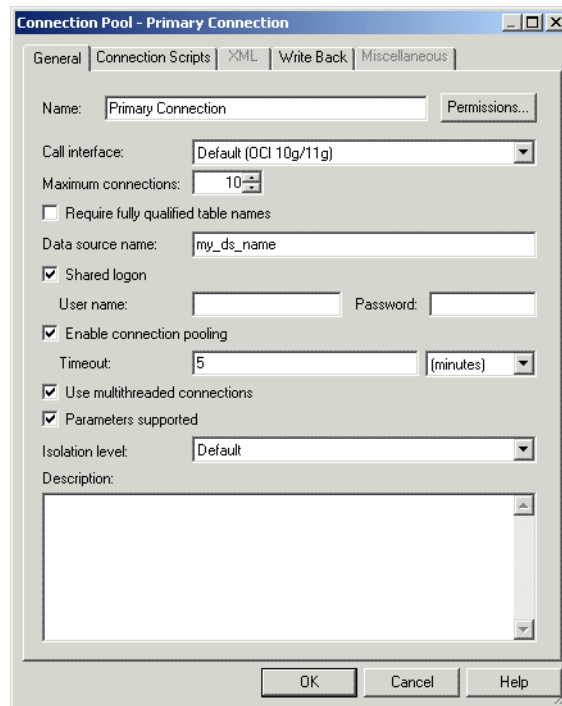 Connection Pool - Primary Connection
General Connection Scripts XML Write Back Miscellaneous
Name: Primary Connection Permissions...
Call interface: Default (OCI 10g/11g)
Maximum connections: 10
Require fully qualified table names
Data source name: my_ds_name
Shared logon
User name: Password:
Enable connection pooling
Timeout: 5 (minutes)
Use multithreaded connections
Parameters supported
Isolation level: Default
Description:
OK Cancel Help